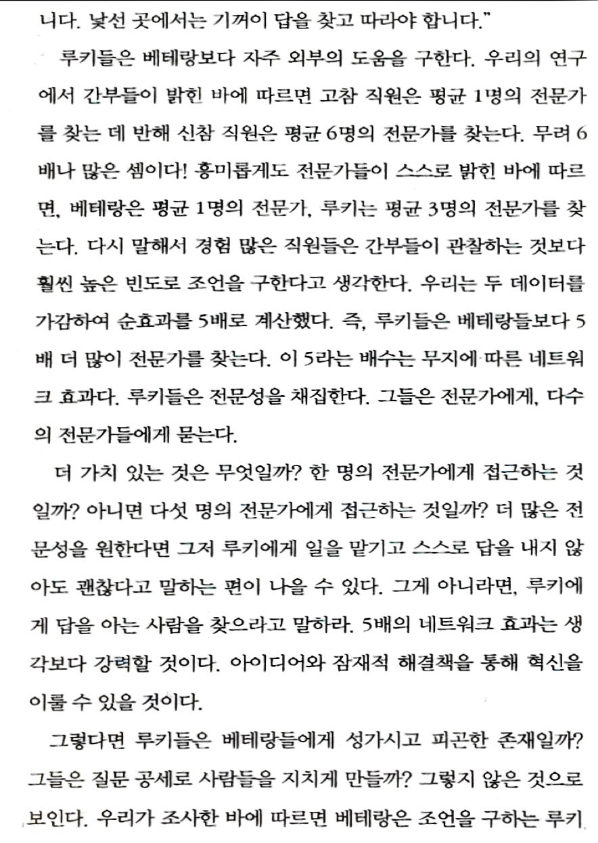 니다. 낯선 곳에서는 기꺼이 답을 찾고 따라야 합니다.”
루키들은 베테랑보다 자주 외부의 도움을 구한다. 우리의 연구
에서 간부들이 밝힌 바에 따르면 고참 직원은 평균 1명의 전문가
를 찾는 데 반해 신참 직원은 평균 6명의 전문가를 찾는다. 무려 6
배나 많은 셈이다! 흥미롭게도 전문가들이 스스로 밝힌 바에 따르
면, 베테랑은 평균 1명의 전문가, 루키는 평균 3명의 전문가를 찾
는다. 다시 말해서 경험 많은 직원들은 간부들이 관찰하는 것보다
훨씬 높은 빈도로 조언을 구한다고 생각한다. 우리는 두 데이터를
가감하여 순효과를 5배로 계산했다. 즉, 루키들은 베테랑들보다 5
배 더 많이 전문가를 찾는다. 이 5라는 배수는 무지에 따른 네트워
크 효과다. 루키들은 전문성을 채집한다. 그들은 전문가에게, 다수
의 전문가들에게 묻는다.
더 가치 있는 것은 무엇일까? 한 명의 전문가에게 접근하는 것
일까? 아니면 다섯 명의 전문가에게 접근하는 것일까? 더 많은 전
문성을 원한다면 그저 루키에게 일을 맡기고 스스로 답을 내지 않
아도 괜찮다고 말하는 편이 나을 수 있다. 그게 아니라면, 루키에
게 답을 아는 사람을 찾으라고 말하라. 5배의 네트워크 효과는 생
각보다 강력할 것이다. 아이디어와 잠재적 해결책을 통해 혁신을
이룰 수 있을 것이다.
그렇다면 루키들은 베테랑들에게 성가시고 피곤한 존재일까?
그들은 질문 공세로 사람들을 지치게 만들까? 그렇지 않은 것으로
보인다. 우리가 조사한 바에 따르면 베테랑은 조언을 구하는 루키